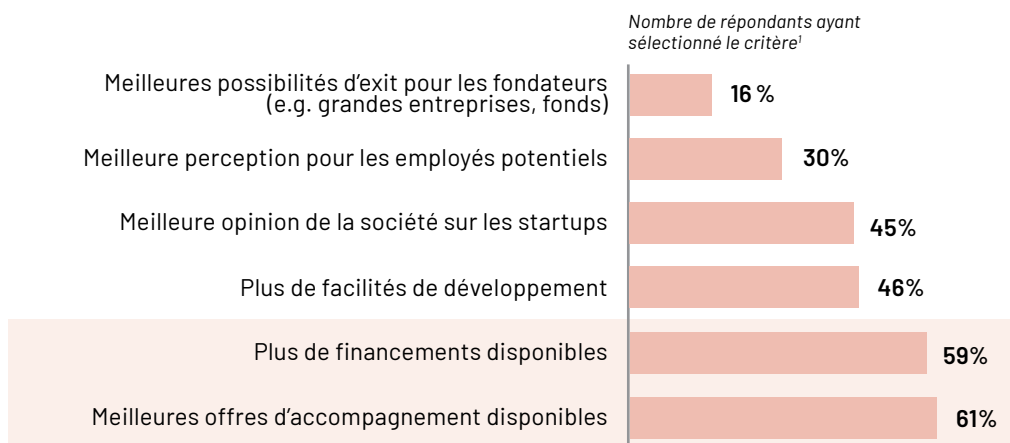 Nombre de répondants ayant
sélectionné le critère¹
Meilleures possibilités d'exit pour les fondateurs
(e.g. grandes entreprises, fonds)
16 %
Meilleure perception pour les employés potentiels
30%
Meilleure opinion de la société sur les startups
45%
Plus de facilités de développement
46%
Plus de financements disponibles
59%
Meilleures offres d'accompagnement disponibles
61%